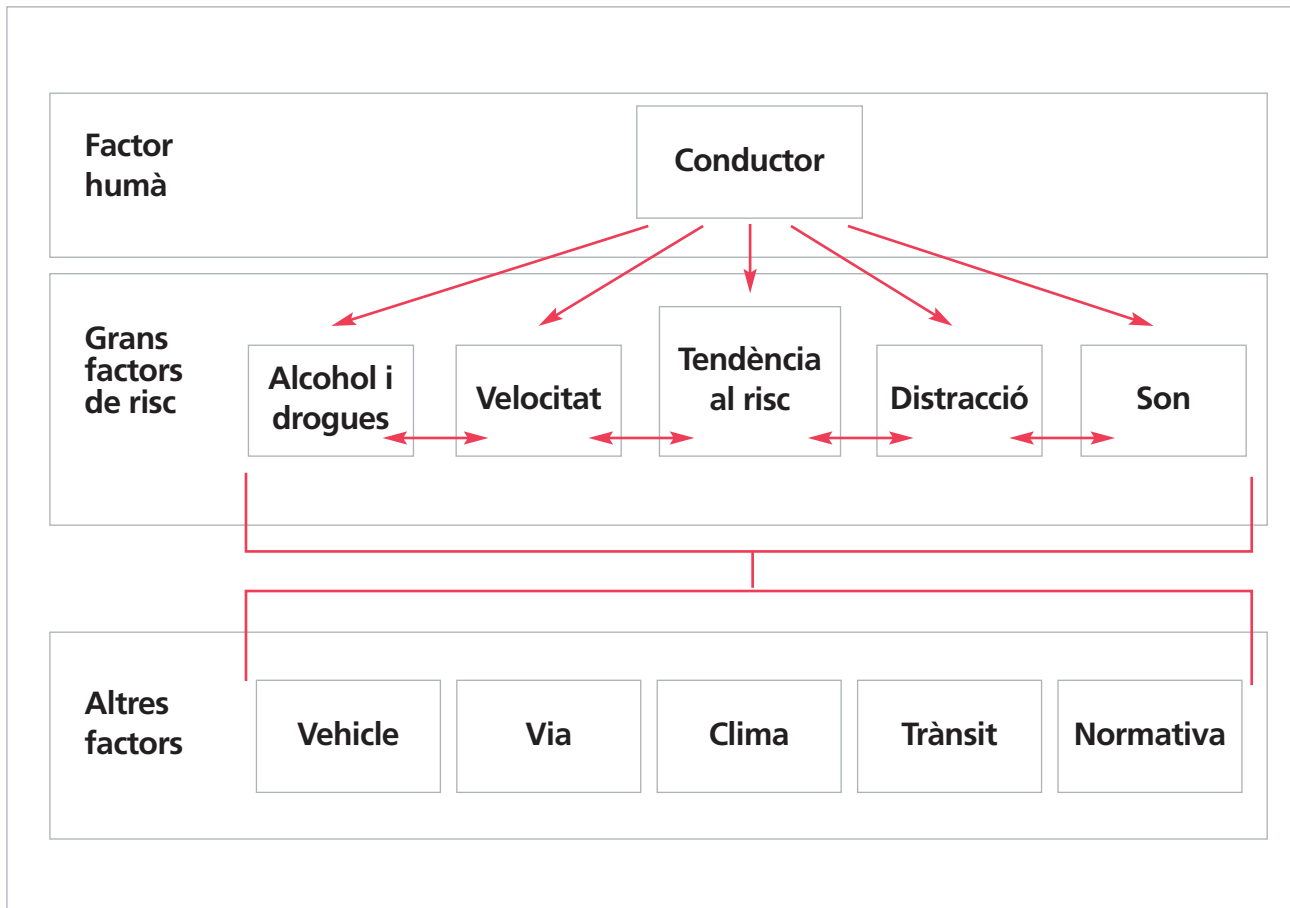 Factor
humà
Conductor
Grans
factors
de risc
Alcohol i
drogues
Velocitat
Tendència
al risc
Distracció
Son
Altres
factors
Vehicle
Via
Clima
Trànsit
Normativa